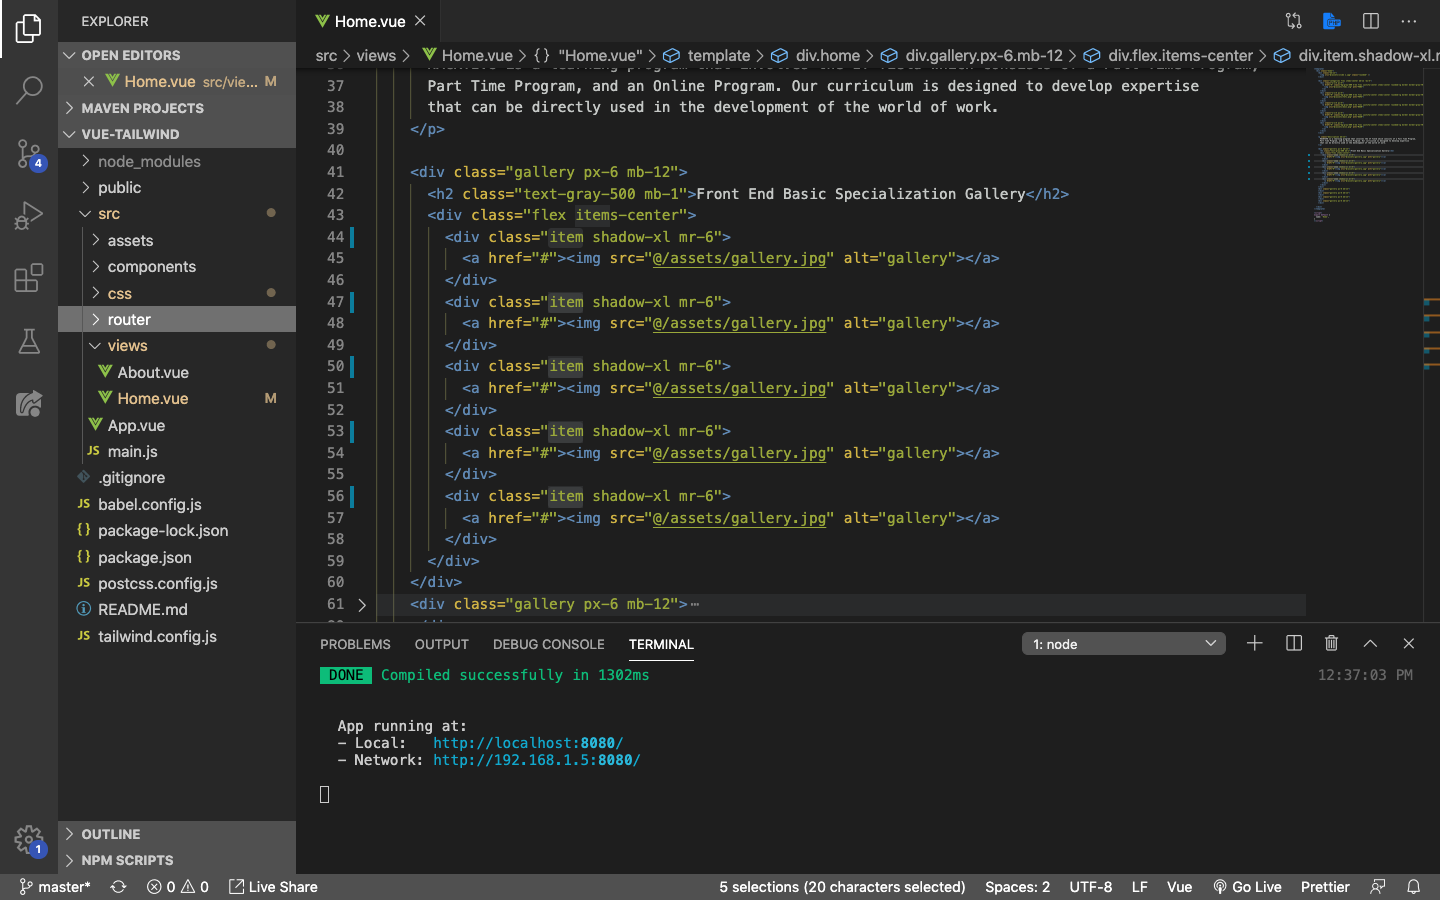 EXPLORER
OPEN EDITORS
Home.vue src/vie... M
MAVEN PROJECTS
VUE-TAILWIND
node_modules
public
src
assets
components
css
router
views
About.vue
Home.vue M
App.vue
JS main.js
.gitignore
JS babel.config.js
{} package-lock.json
{} package.json
JS postcss.config.js
README.md
JS tailwind.config.js
OUTLINE
NPM SCRIPTS
4
1
Home.vue
src > views > Home.vue > {} "Home.vue" > template > div.home > div.gallery.px-6.mb-12 > div.flex.items-center > div.item.shadow-xl.m
37 Part Time Program, and an Online Program. Our curriculum is designed to develop expertise
38 that can be directly used in the development of the world of work.
39 </p>
40
41 <div class="gallery px-6 mb-12">
42 <h2 class="text-gray-500 mb-1">Front End Basic Specialization Gallery</h2>
43 <div class="flex items-center">
44 <div class="item shadow-xl mr-6">
45 <a href="#"><img src="@/assets/gallery.jpg" alt="gallery"></a>
46 </div>
47 <div class="item shadow-xl mr-6">
48 <a href="#"><img src="@/assets/gallery.jpg" alt="gallery"></a>
49 </div>
50 <div class="item shadow-xl mr-6">
51 <a href="#"><img src="@/assets/gallery.jpg" alt="gallery"></a>
52 </div>
53 <div class="item shadow-xl mr-6">
54 <a href="#"><img src="@/assets/gallery.jpg" alt="gallery"></a>
55 </div>
56 <div class="item shadow-xl mr-6">
57 <a href="#"><img src="@/assets/gallery.jpg" alt="gallery"></a>
58 </div>
59 </div>
60 </div>
61 <div class="gallery px-6 mb-12">⋯
PROBLEMS OUTPUT DEBUG CONSOLE TERMINAL 1: node
DONE Compiled successfully in 1302ms 12:37:03 PM
App running at:
- Local: http://localhost:8080/
- Network: http://192.168.1.5:8080/
master* 0 0 Live Share 5 selections (20 characters selected) Spaces: 2 UTF-8 LF Vue Go Live Prettier